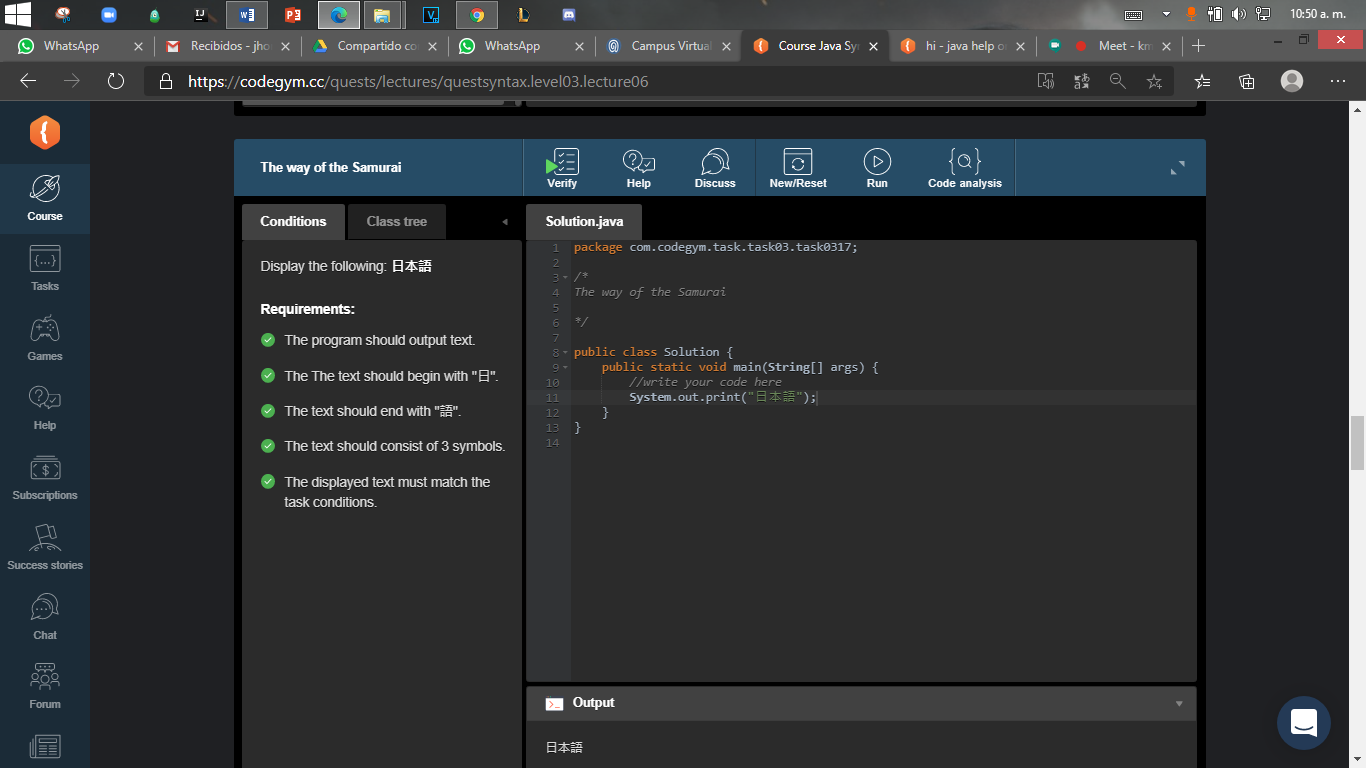 10:50 a. m.
WhatsApp
Recibidos - jho
Compartido co
WhatsApp
Campus Virtual
Course Java Syn
hi - java help o
Meet - km
https://codegym.cc/quests/lectures/questsyntax.level03.lecture06
The way of the Samurai
Verify
Help
Discuss
New/Reset
Run
Code analysis
Course
Tasks
Games
Help
Subscriptions
Success stories
Chat
Forum
Conditions
Class tree
Display the following: 日本語
Requirements:
The program should output text.
The The text should begin with "日".
The text should end with "語".
The text should consist of 3 symbols.
The displayed text must match the
task conditions.
Solution.java
1 package com.codegym.task.task03.task0317;
2
3 /*
4 The way of the Samurai
5
6 */
7
8 public class Solution {
9 public static void main(String[] args) {
10 //write your code here
11 System.out.print("日本語");
12 }
13 }
14
Output
日本語